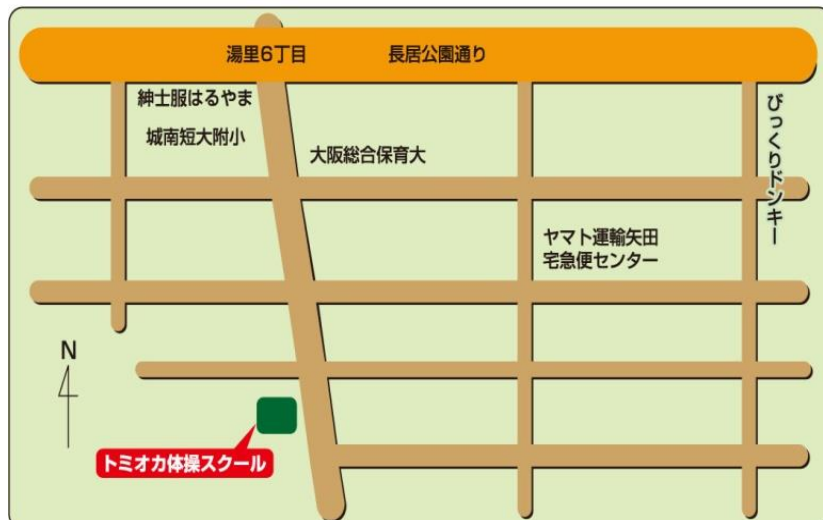 湯里6丁目
長居公園通り
紳士服はるやま
城南短大附小
大阪総合保育大
びっくりドンキー
ヤマト運輸矢田
宅急便センター
N
トミオカ体操スクール